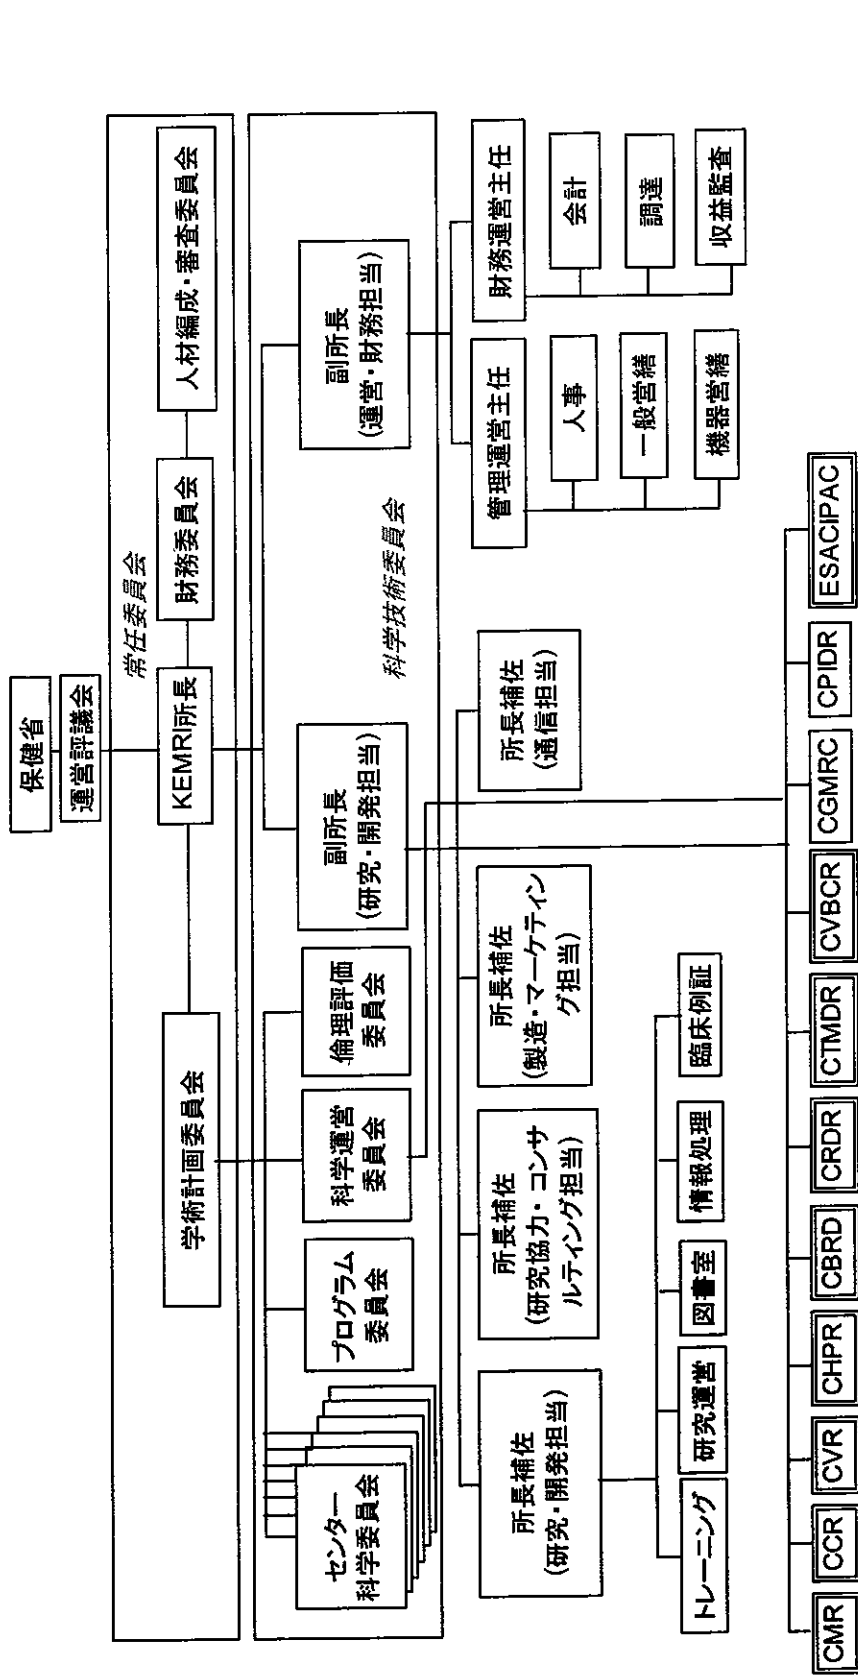 保健省
運営評議会
常任委員会
学術計画委員会
KEMRI所長
財務委員会
人材編成・審査委員会
科学技術委員会
センター
科学委員会
プログラム
委員会
科学運営
委員会
倫理評価
委員会
副所長
(研究・開発担当)
副所長
(運営・財務担当)
所長補佐
(研究・開発担当)
所長補佐
(研究協力・コンサ
ルティング担当)
所長補佐
(製造・マーケティン
グ担当)
所長補佐
(通信担当)
管理運営主任
人事
一般営繕
機器営繕
財務運営主任
会計
調達
収益監査
トレーニング
研究運営
図書室
情報処理
臨床例証
CMR
CCR
CVR
CHPR
CBRD
CRDR
CTMDR
CVBCR
CGMRC
CPIDR
ESACIPAC